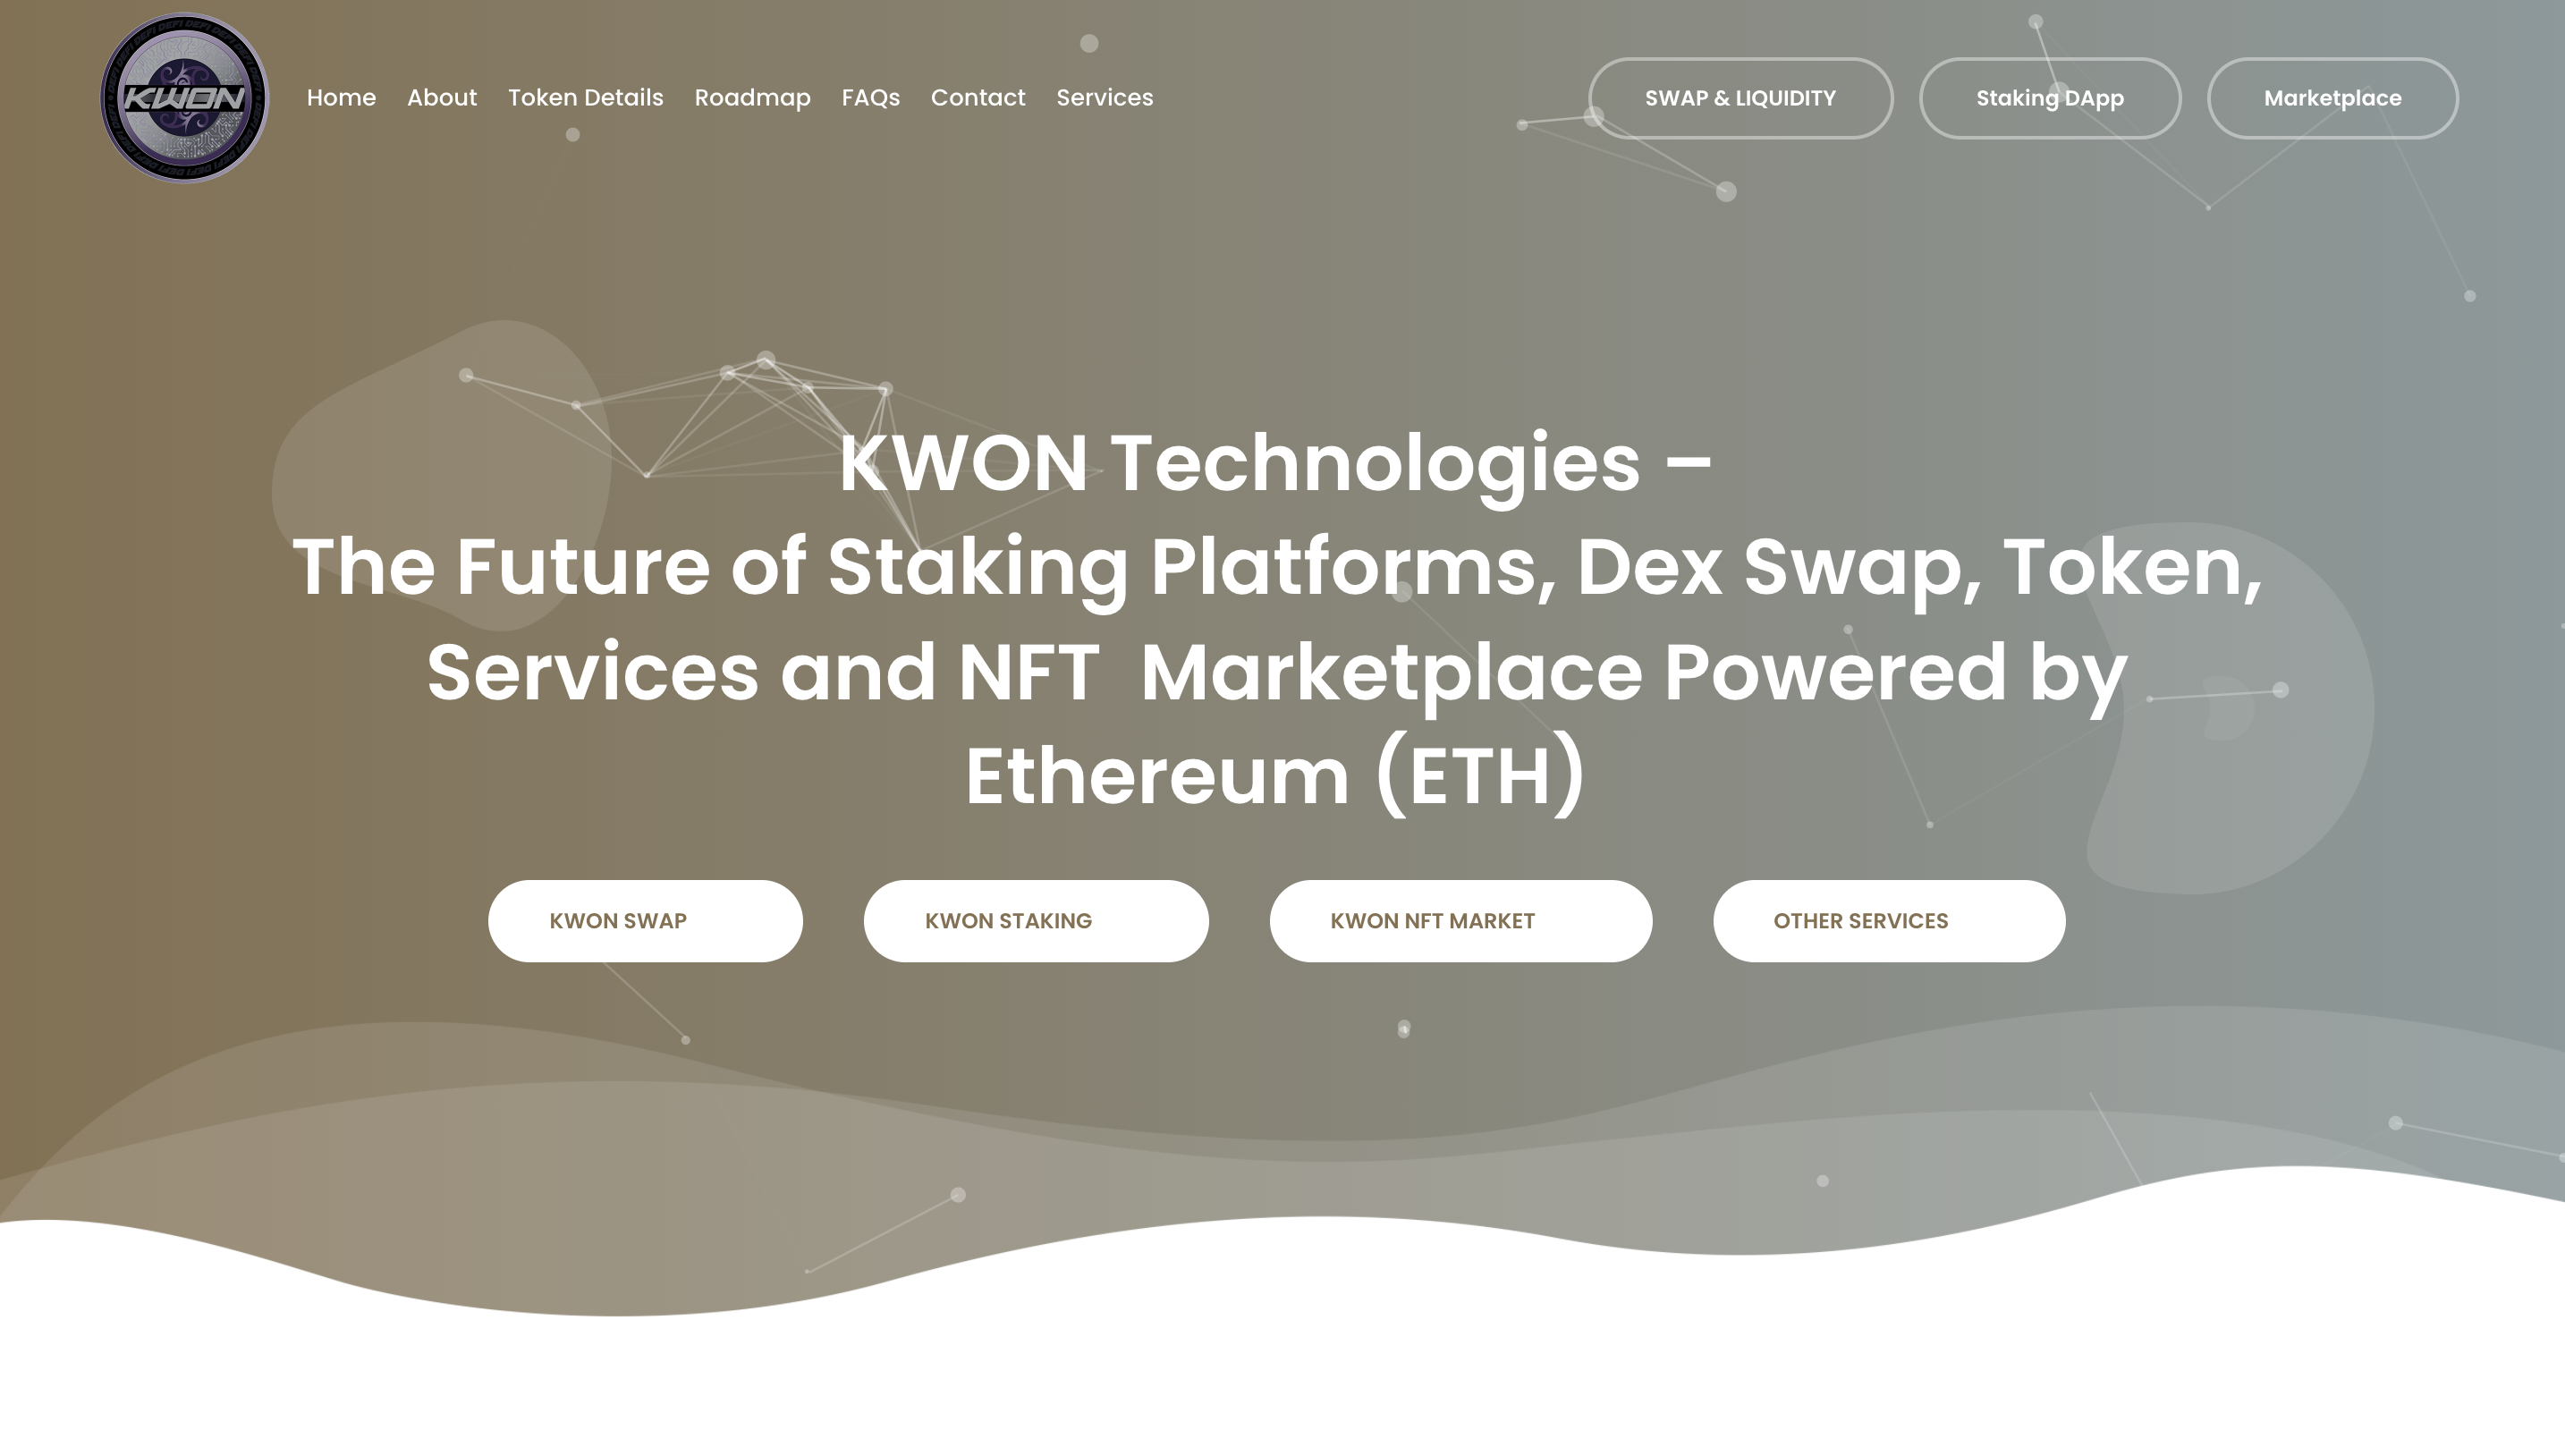 KWON
Home About Token Details Roadmap FAQs Contact Services
SWAP & LIQUIDITY Staking DApp Marketplace
KWON Technologies –
The Future of Staking Platforms, Dex Swap, Token,
Services and NFT Marketplace Powered by
Ethereum (ETH)
KWON SWAP KWON STAKING KWON NFT MARKET OTHER SERVICES